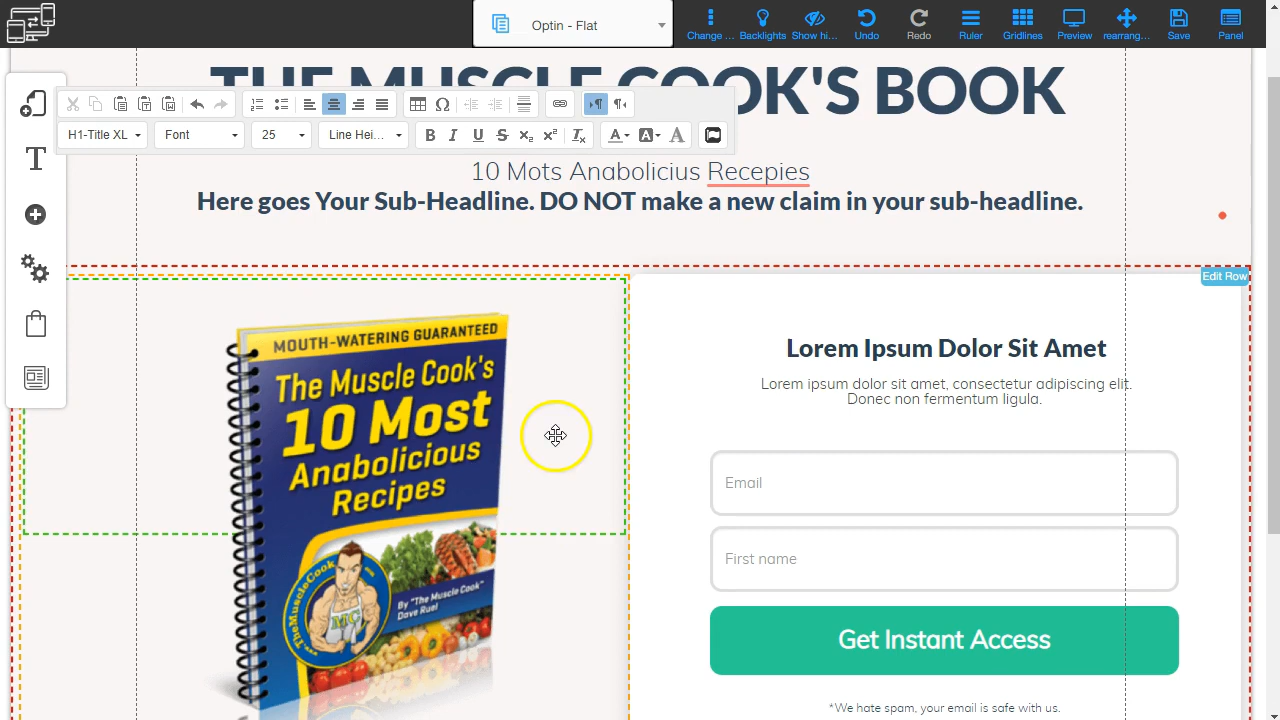 Optin - Flat
Change ...
Backlights
Show hi...
Undo
Redo
Ruler
Gridlines
Preview
rearrang...
Save
Panel
THE MUSCLE COOK'S BOOK
H1-Title XL
Font
25
Line Hei...
10 Mots Anabolicius Recepies
Here goes Your Sub-Headline. DO NOT make a new claim in your sub-headline.
Edit Row
MOUTH-WATERING GUARANTEED
The Muscle Cook's
10 Most
Anabolicious
Recipes
www.TheMuscleCook.com
MC
By "The Muscle Cook"
Dave Ruel
Lorem Ipsum Dolor Sit Amet
Lorem ipsum dolor sit amet, consectetur adipiscing elit.
Donec non fermentum ligula.
Email
First name
Get Instant Access
*We hate spam, your email is safe with us.